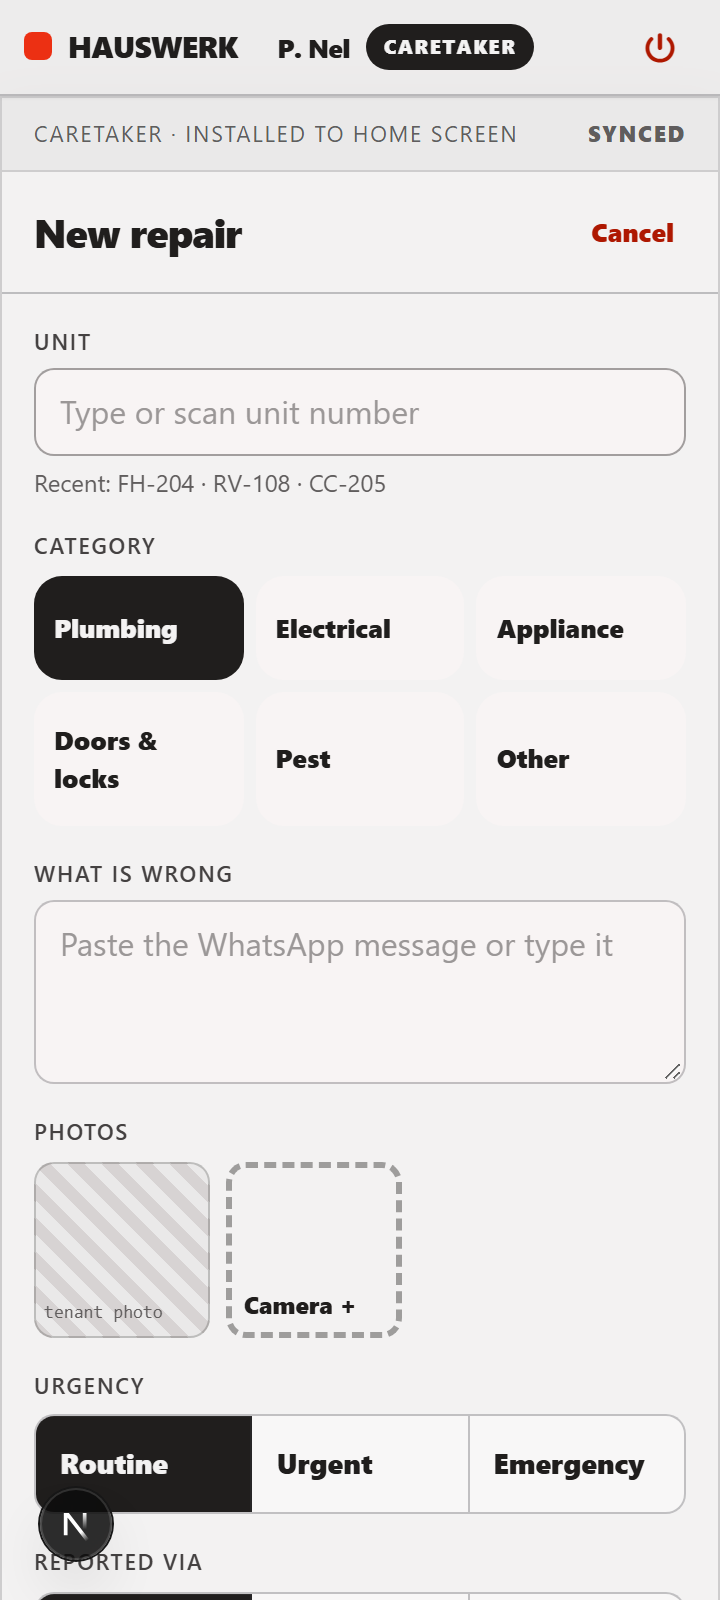 HAUSWERK P. Nel CARETAKER
CARETAKER · INSTALLED TO HOME SCREEN SYNCED
New repair Cancel
UNIT
Type or scan unit number
Recent: FH-204 · RV-108 · CC-205
CATEGORY
Plumbing Electrical Appliance
Doors &
locks
Pest Other
WHAT IS WRONG
Paste the WhatsApp message or type it
PHOTOS
tenant photo
Camera +
URGENCY
Routine Urgent Emergency
N
REPORTED VIA